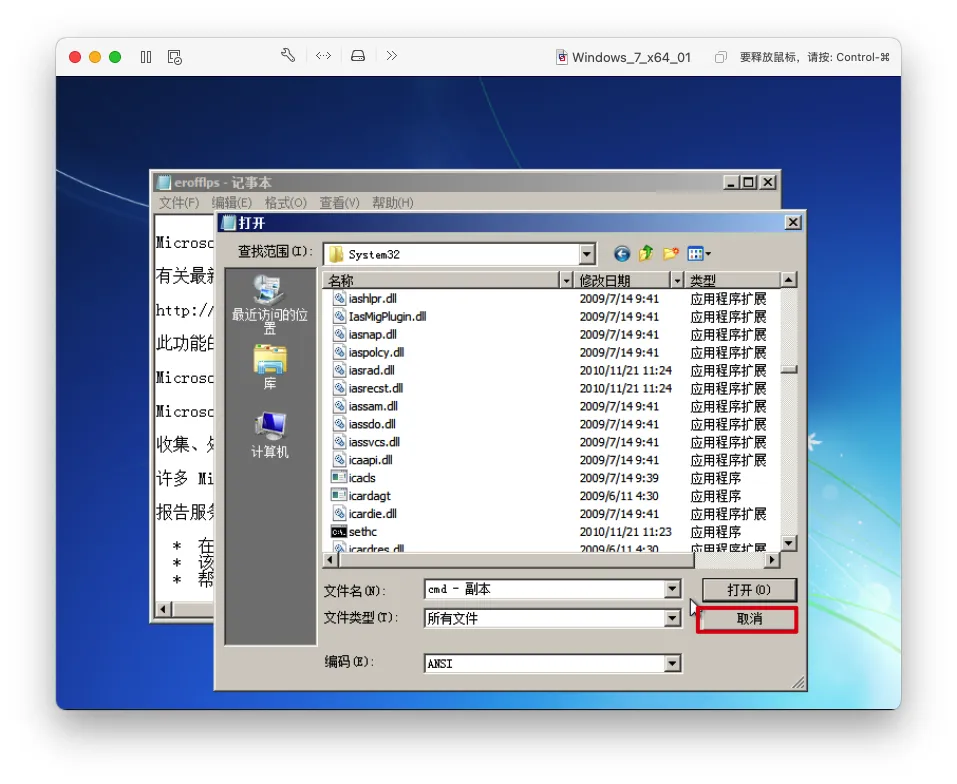 Windows_7_x64_01
要释放鼠标，请按: Control-⌘
erofflps - 记事本
文件(F) 编辑(E) 格式(O) 查看(V) 帮助(H)
打开
查找范围(I): System32
名称 修改日期 类型
iashlpr.dll 2009/7/14 9:41 应用程序扩展
IasMigPlugin.dll 2009/7/14 9:41 应用程序扩展
iasnap.dll 2009/7/14 9:41 应用程序扩展
iaspolcy.dll 2009/7/14 9:41 应用程序扩展
iasrad.dll 2010/11/21 11:24 应用程序扩展
iasrecst.dll 2010/11/21 11:24 应用程序扩展
iassam.dll 2009/7/14 9:41 应用程序扩展
iassdo.dll 2009/7/14 9:41 应用程序扩展
iassvcs.dll 2009/7/14 9:41 应用程序扩展
icaapi.dll 2009/7/14 9:41 应用程序扩展
icacls 2009/7/14 9:39 应用程序
icardagt 2009/6/11 4:30 应用程序
icardie.dll 2009/7/14 9:41 应用程序扩展
sethc 2010/11/21 11:23 应用程序
icardres.dll 2009/6/11 4:30 应用程序扩展
最近访问的位置
库
计算机
Microso
有关最新
http://
此功能的
Microso
Microso
收集、处
许多 Mi
报告服务
* 在
* 该
* 帮
文件名(N): cmd - 副本 打开(O)
文件类型(T): 所有文件 取消
编码(E): ANSI